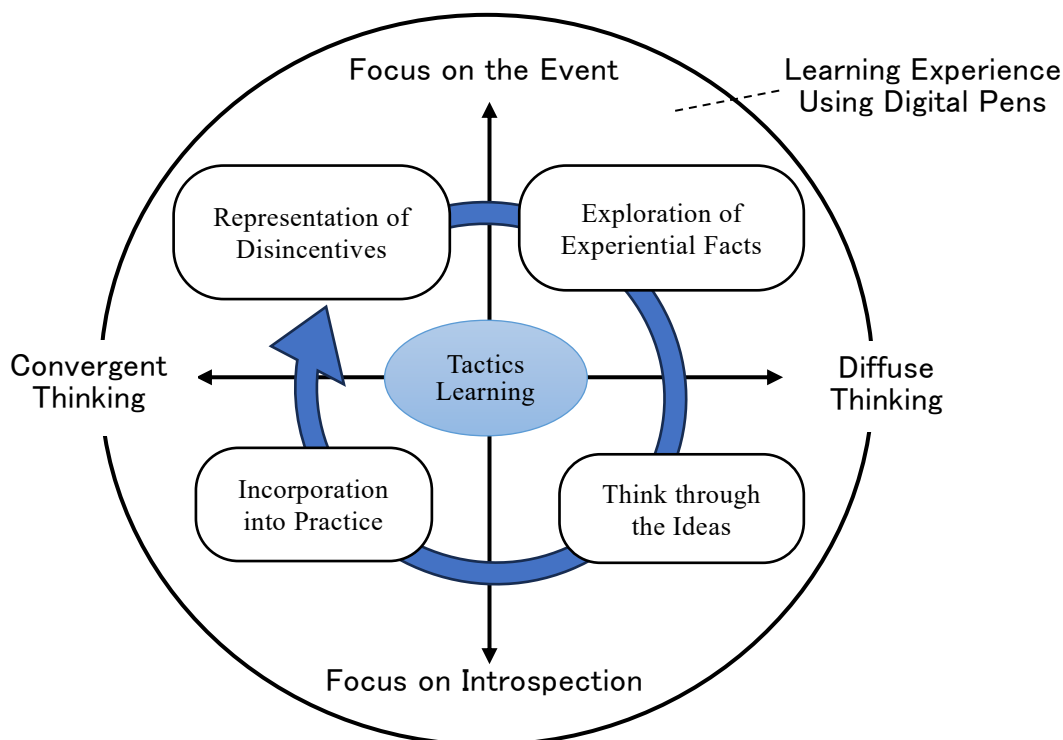 Focus on the Event
Learning Experience
Using Digital Pens
Representation of
Disincentives
Exploration of
Experiential Facts
Convergent
Thinking
Tactics
Learning
Diffuse
Thinking
Incorporation
into Practice
Think through
the Ideas
Focus on Introspection